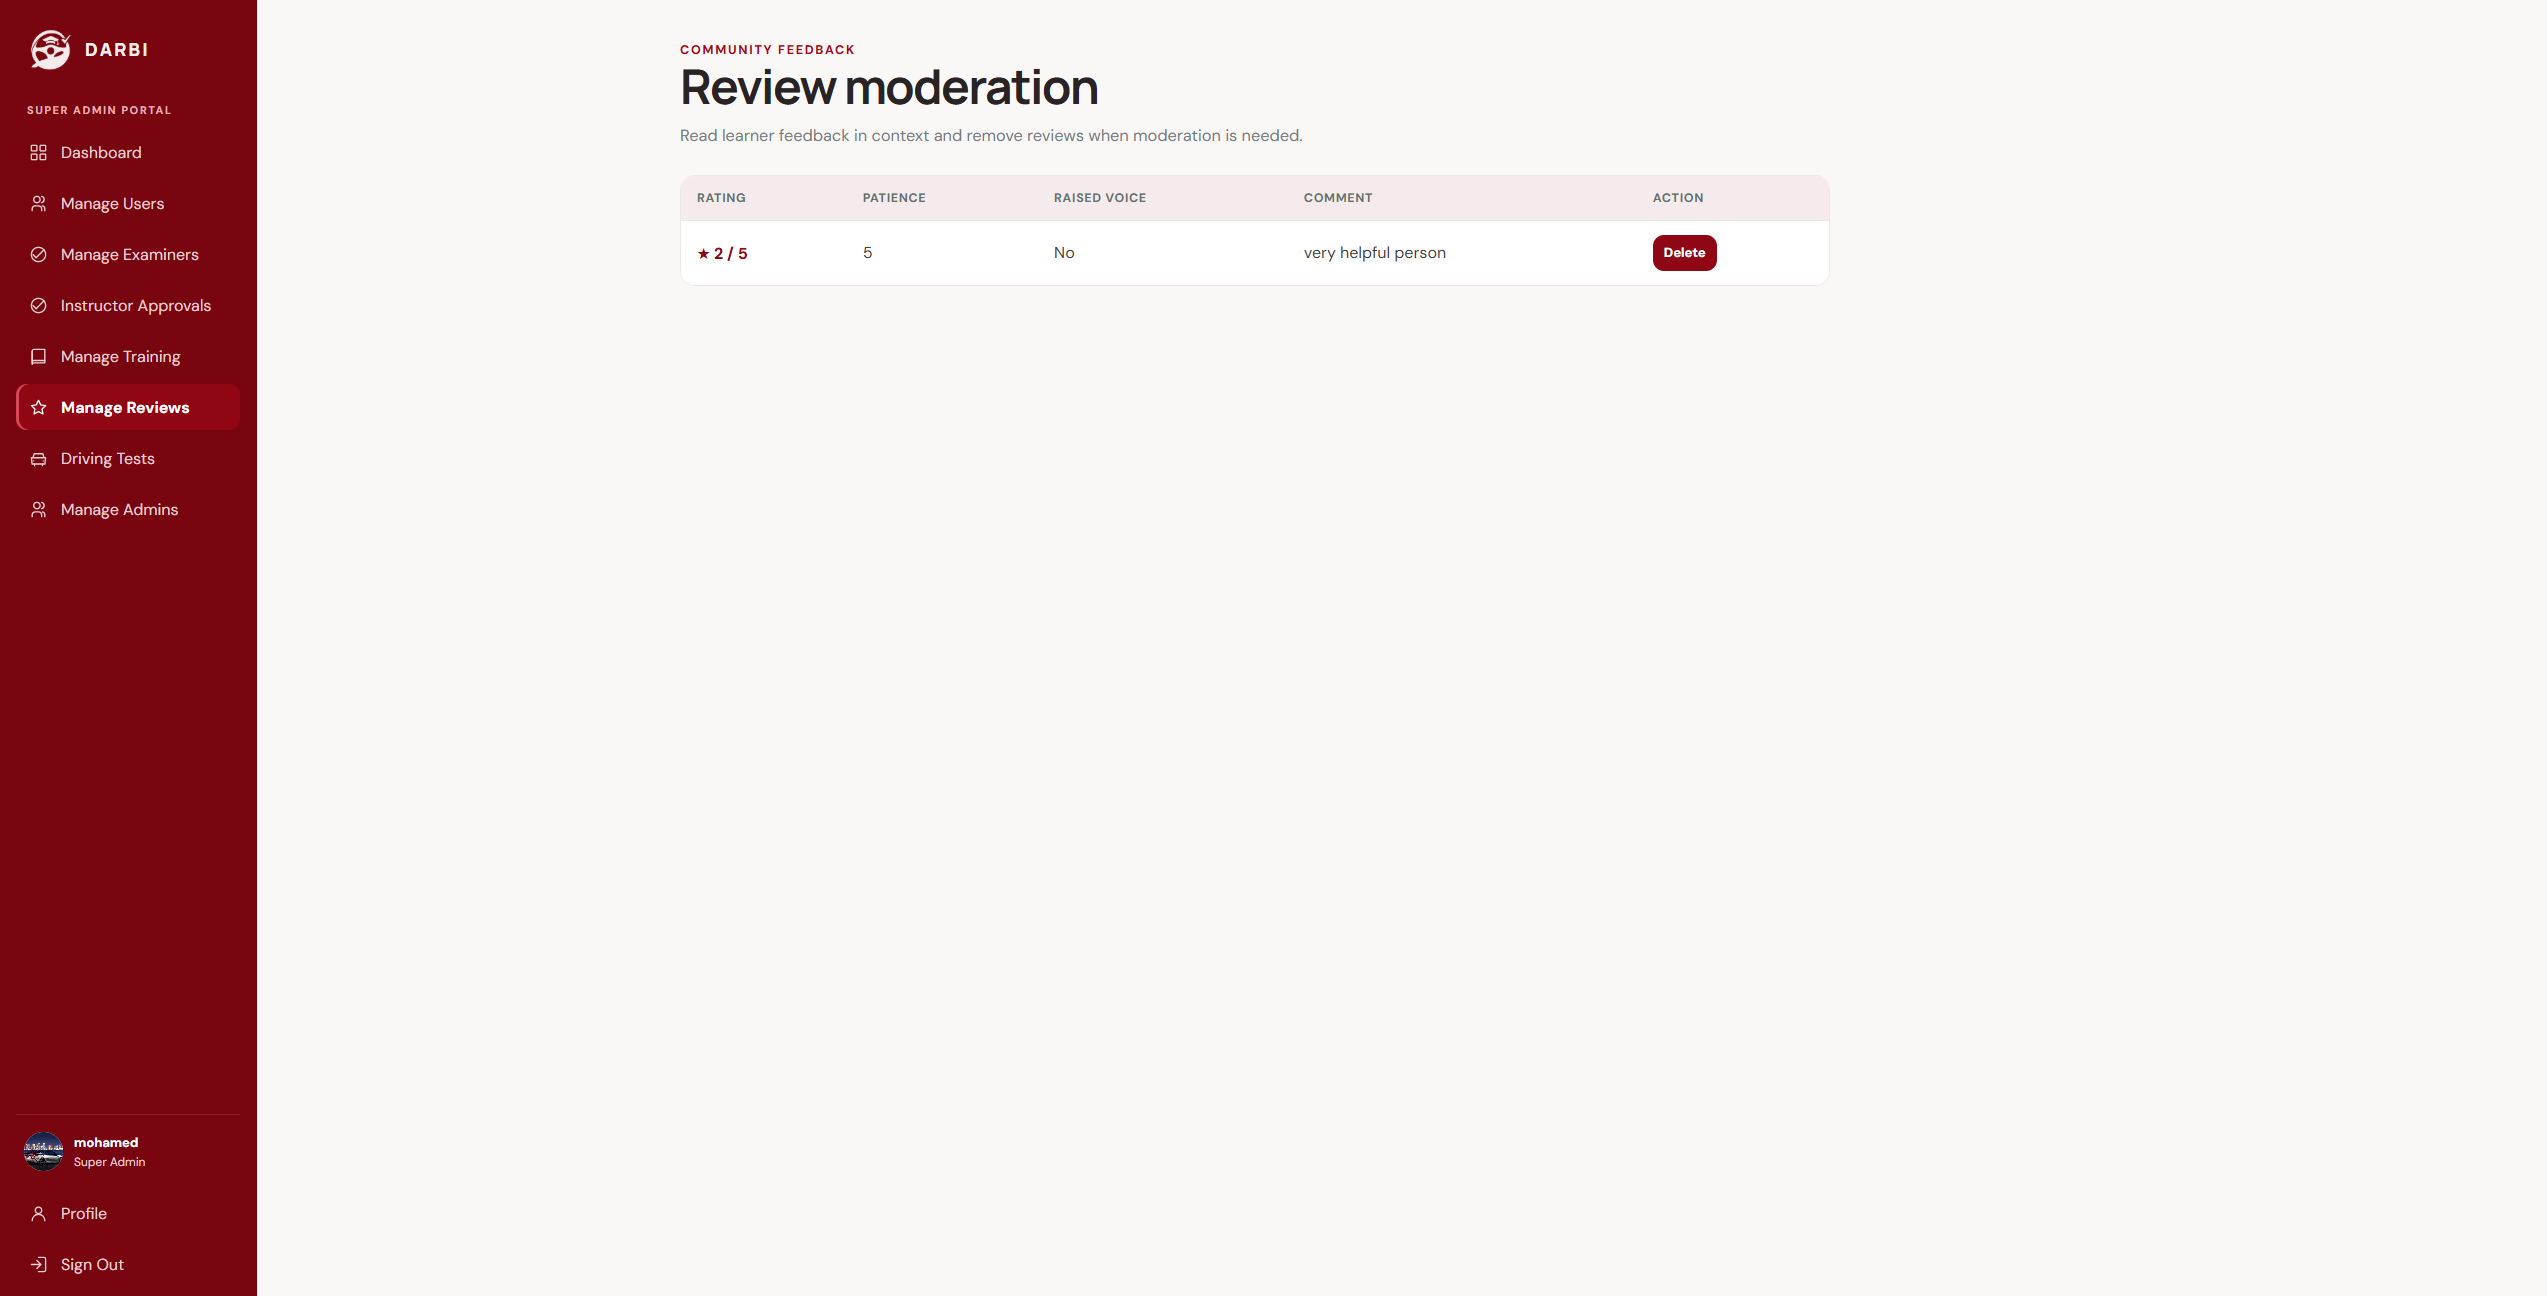 DARBI
SUPER ADMIN PORTAL
Dashboard
Manage Users
Manage Examiners
Instructor Approvals
Manage Training
Manage Reviews
Driving Tests
Manage Admins
mohamed
Super Admin
Profile
Sign Out
COMMUNITY FEEDBACK
Review moderation
Read learner feedback in context and remove reviews when moderation is needed.
RATING PATIENCE RAISED VOICE COMMENT ACTION
★ 2 / 5 5 No very helpful person Delete